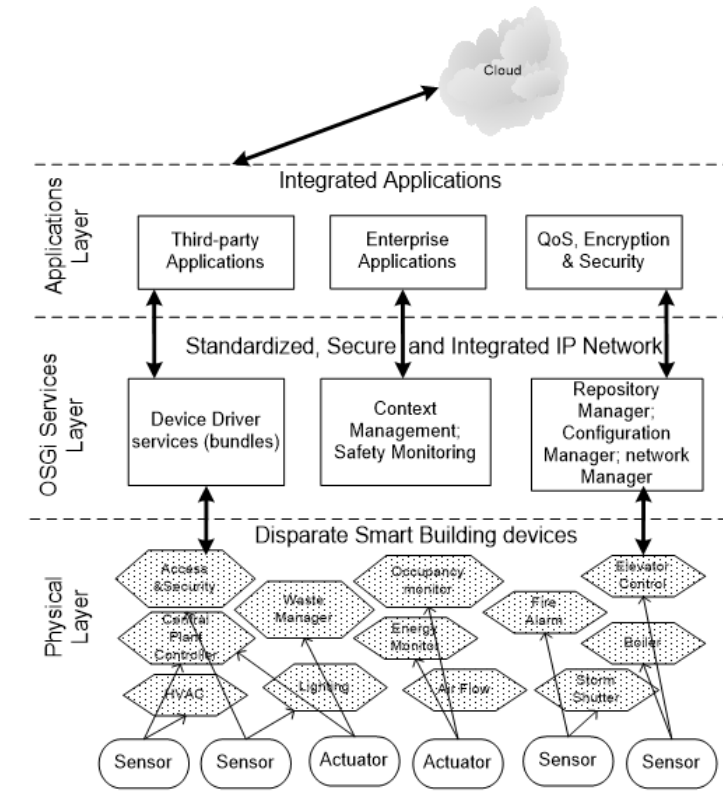 Cloud
Integrated Applications
Applications
Layer
Third-party
Applications
Enterprise
Applications
QoS, Encryption
& Security
Standardized, Secure and Integrated IP Network
OSGi Services
Layer
Device Driver
services (bundles)
Context
Management;
Safety Monitoring
Repository
Manager;
Configuration
Manager; network
Manager
Disparate Smart Building devices
Physical
Layer
Access
&Security
Occupancy
monitor
Elevator
Control
Waste
Manager
Fire
Alarm
Central
Plant
Controller
Energy
Monitor
Boiler
HVAC
Lighting
Air Flow
Storm
Shutter
Sensor
Sensor
Actuator
Actuator
Sensor
Sensor